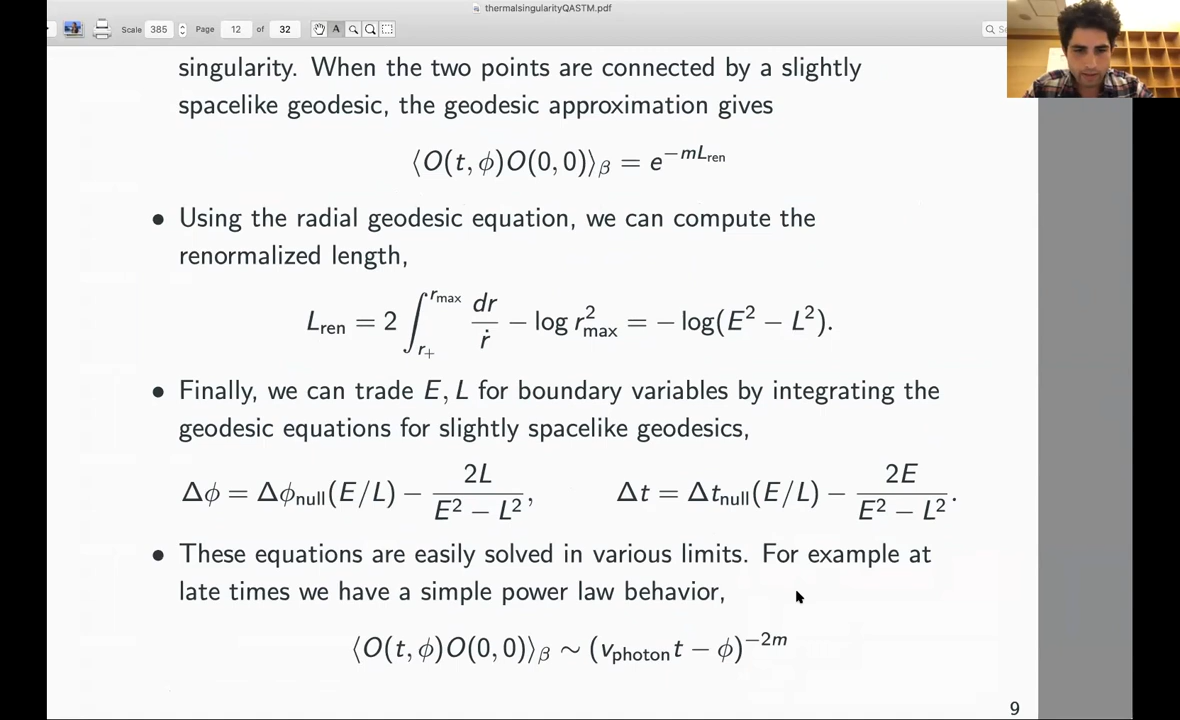 thermalsingularityQASTM.pdf
Scale 385 Page 12 of 32 A
singularity. When the two points are connected by a slightly
spacelike geodesic, the geodesic approximation gives
⟨O(t, ϕ)O(0, 0)⟩β = e^{−mL_ren}
• Using the radial geodesic equation, we can compute the
renormalized length,
L_ren = 2 ∫_{r+}^{r_max} dr/ṙ − log r²_max = − log(E² − L²).
• Finally, we can trade E, L for boundary variables by integrating the
geodesic equations for slightly spacelike geodesics,
Δϕ = Δϕ_null(E/L) − 2L/(E² − L²), Δt = Δt_null(E/L) − 2E/(E² − L²).
• These equations are easily solved in various limits. For example at
late times we have a simple power law behavior,
⟨O(t, ϕ)O(0, 0)⟩β ∼ (v_photon t − ϕ)^{−2m}
9